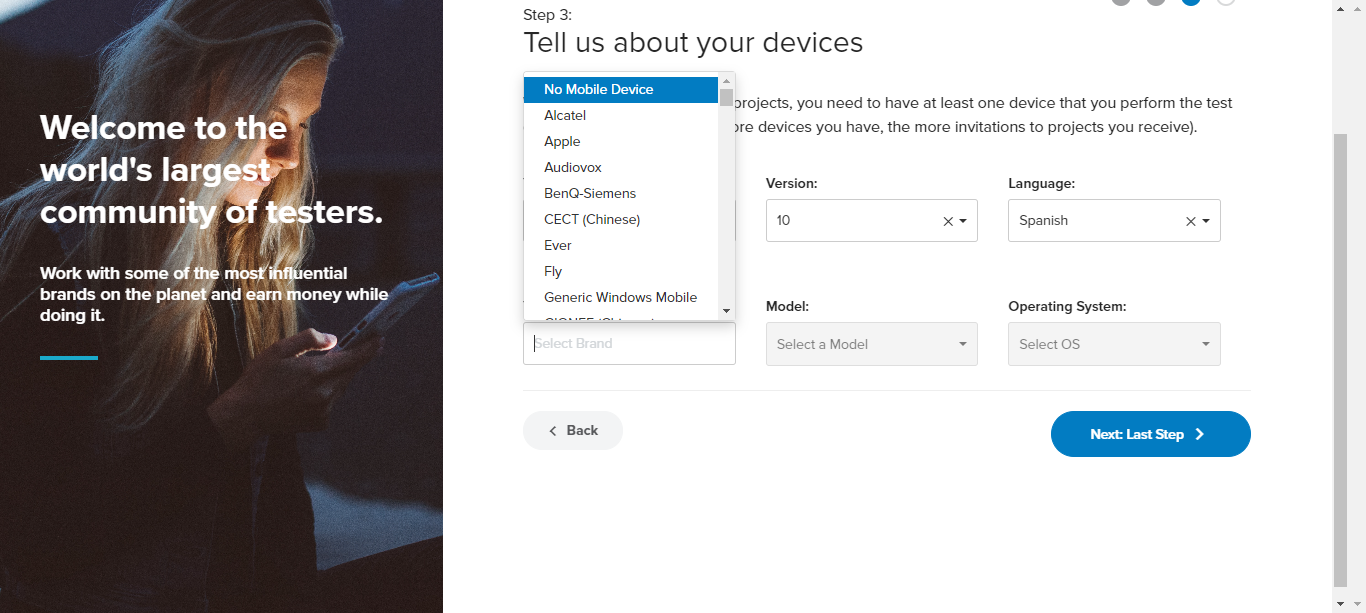 Welcome to the
world's largest
community of testers.
Work with some of the most influential
brands on the planet and earn money while
doing it.
Step 3:
Tell us about your devices
projects, you need to have at least one device that you perform the test
re devices you have, the more invitations to projects you receive).
No Mobile Device
Alcatel
Apple
Audiovox
BenQ-Siemens
CECT (Chinese)
Ever
Fly
Generic Windows Mobile
Version:
10
Language:
Spanish
Select Brand
Model:
Select a Model
Operating System:
Select OS
Back
Next: Last Step